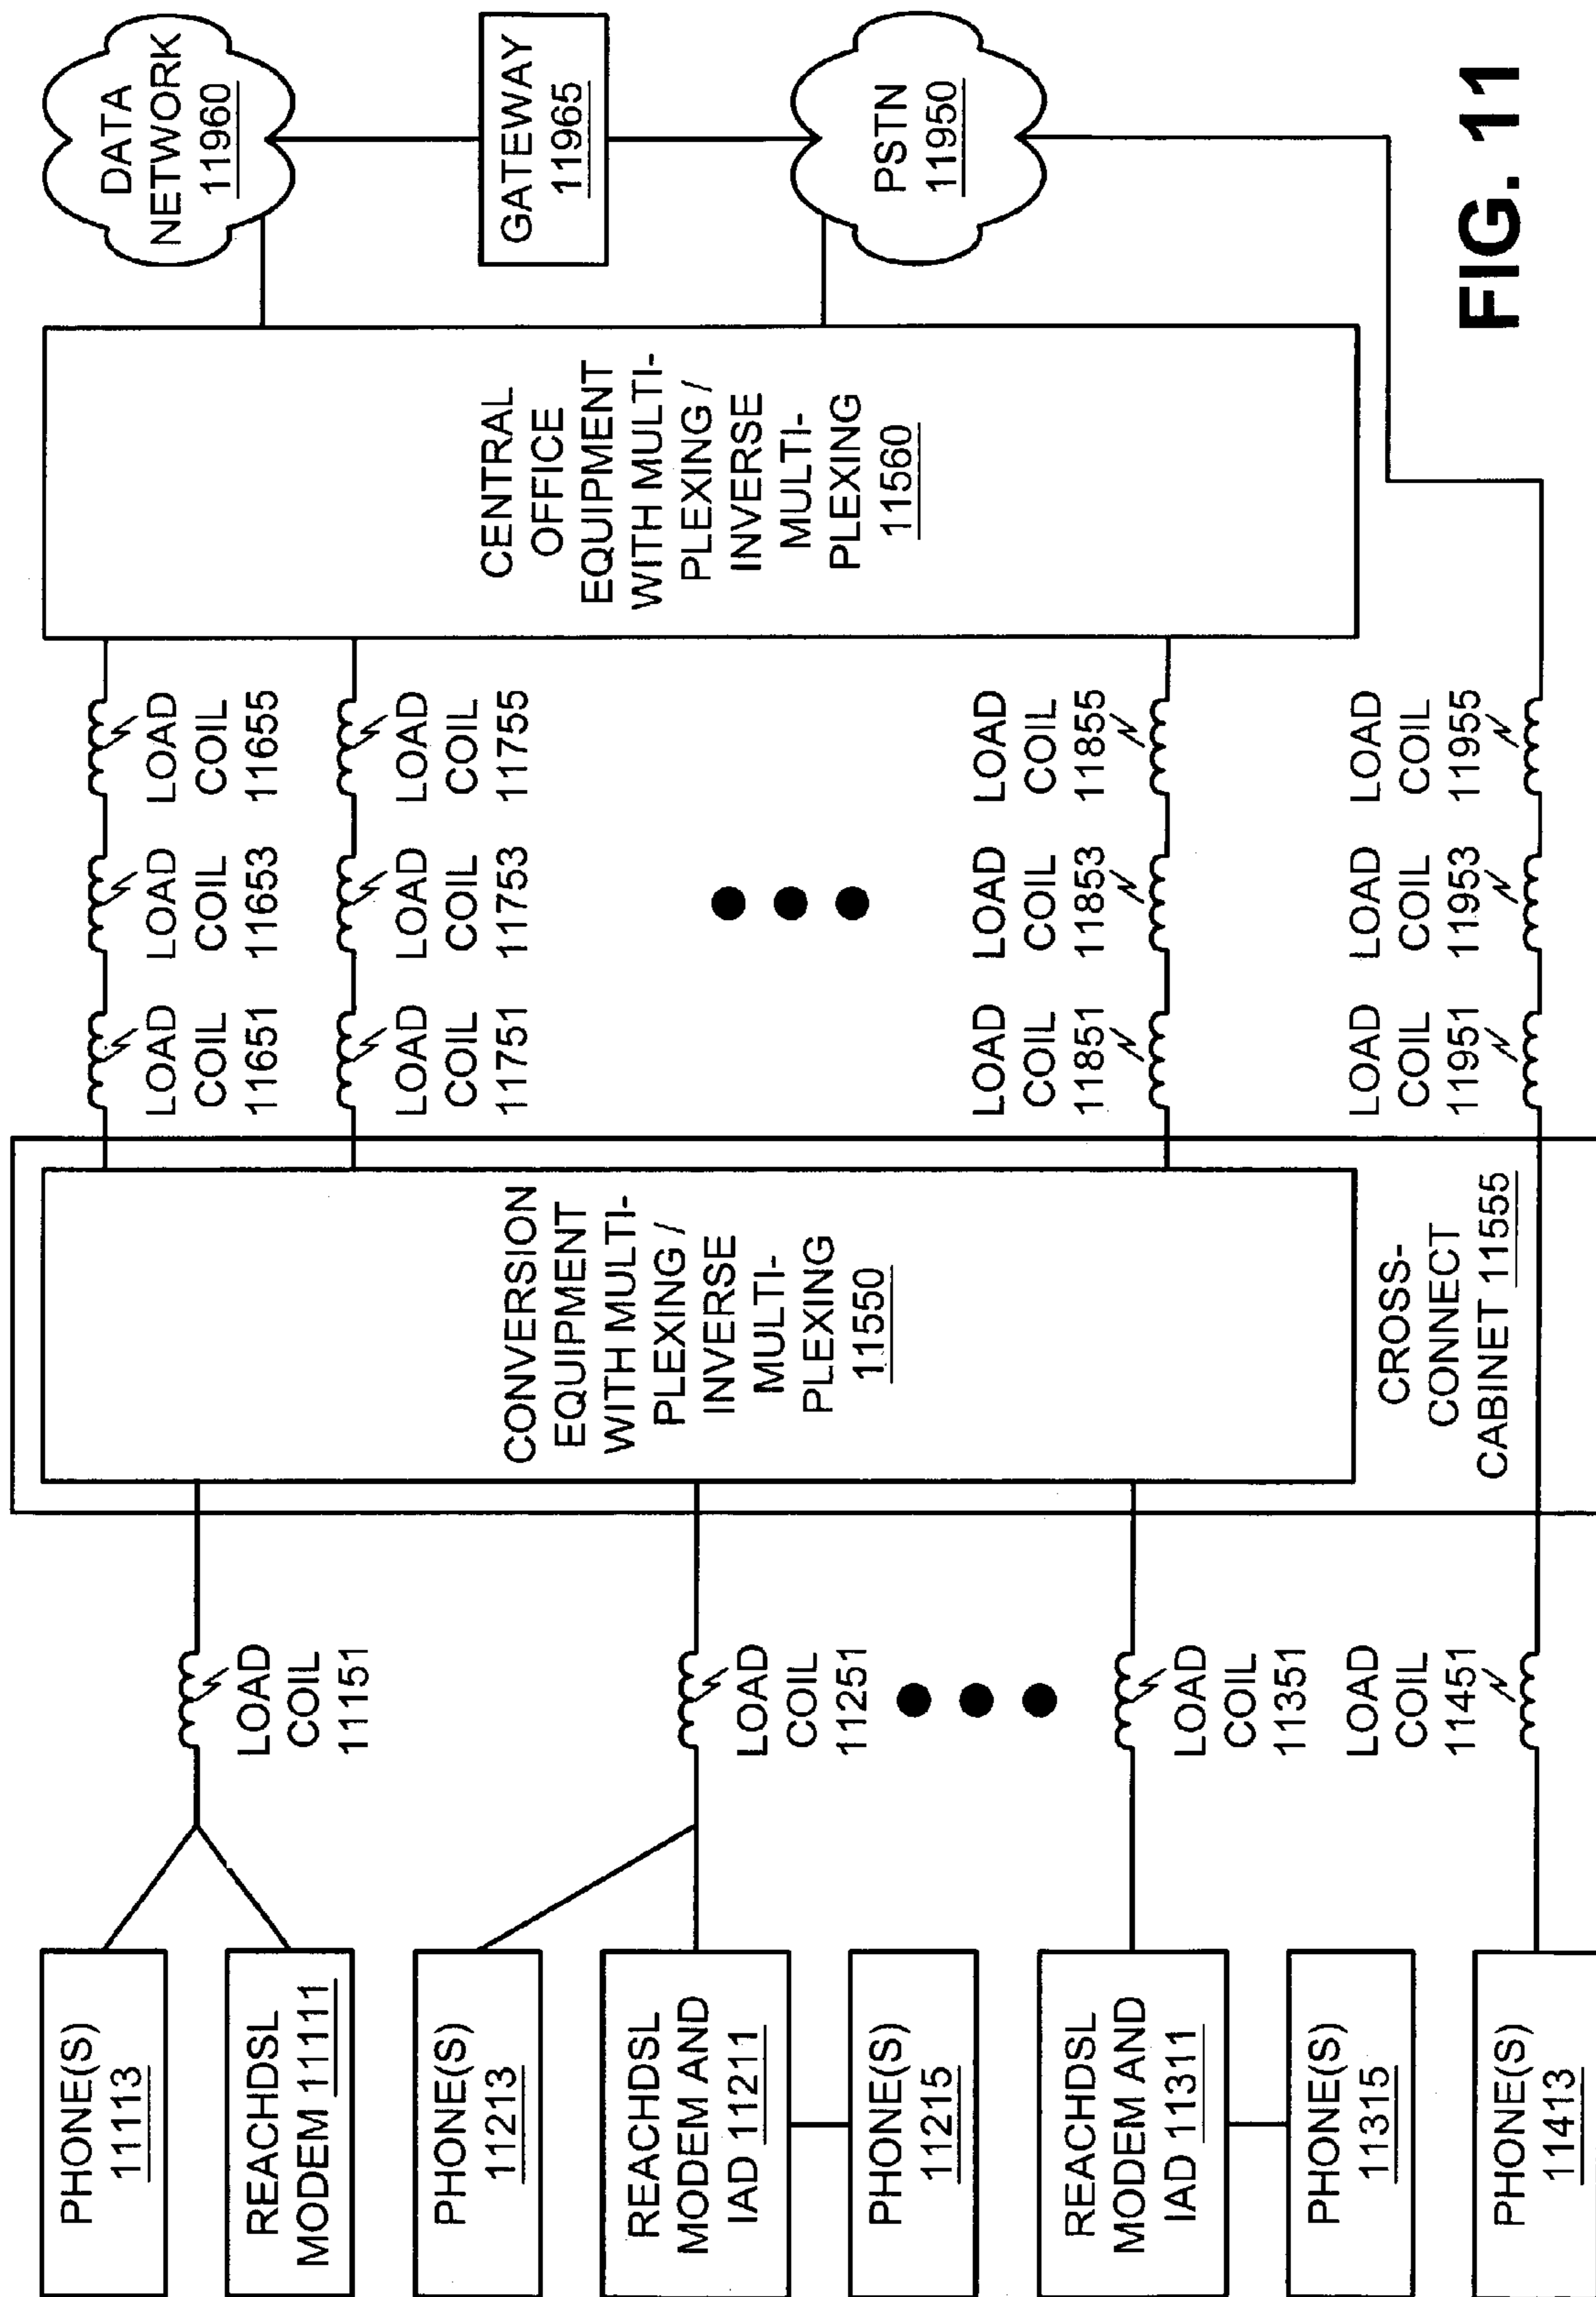 PHONE(S)
11113
REACHDSL
MODEM 11111
PHONE(S)
11213
REACHDSL
MODEM AND
IAD 11211
PHONE(S)
11215
REACHDSL
MODEM AND
IAD 11311
PHONE(S)
11315
PHONE(S)
11413
LOAD
COIL
11151
LOAD
COIL
11251
LOAD
COIL
11351
LOAD
COIL
11451
CONVERSION
EQUIPMENT
WITH MULTI-
PLEXING /
INVERSE
MULTI-
PLEXING
11550
CROSS-
CONNECT
CABINET 11555
LOAD
COIL
11651
LOAD
COIL
11653
LOAD
COIL
11655
LOAD
COIL
11751
LOAD
COIL
11753
LOAD
COIL
11755
LOAD
COIL
11851
LOAD
COIL
11853
LOAD
COIL
11855
LOAD
COIL
11951
LOAD
COIL
11953
LOAD
COIL
11955
CENTRAL
OFFICE
EQUIPMENT
WITH MULTI-
PLEXING /
INVERSE
MULTI-
PLEXING
11560
DATA
NETWORK
11960
GATEWAY
11965
PSTN
11950
FIG. 11